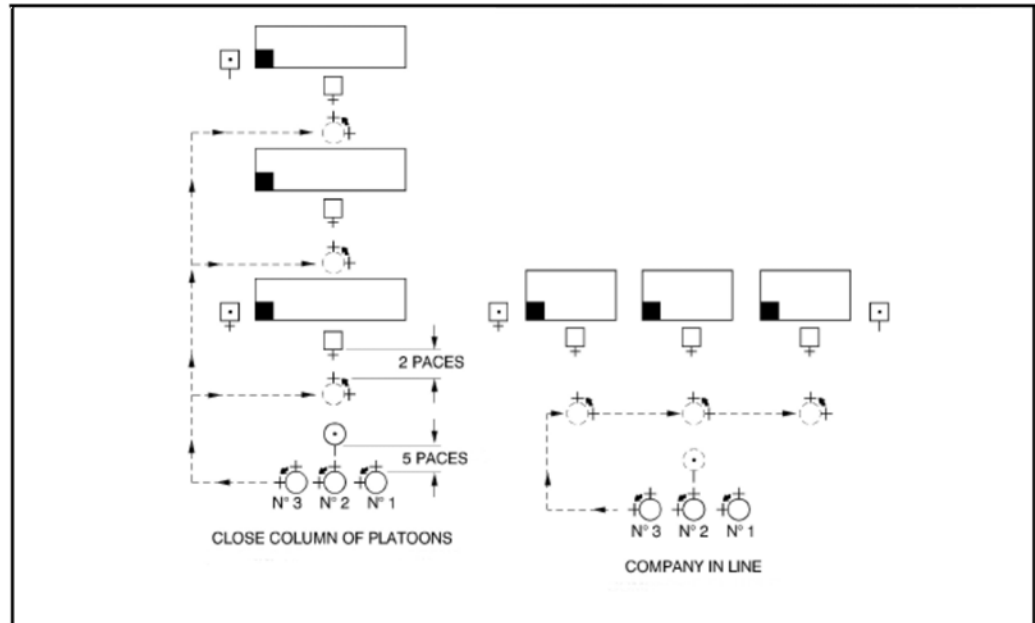 2 PACES
5 PACES
N° 3 N° 2 N° 1
CLOSE COLUMN OF PLATOONS
N° 3 N° 2 N° 1
COMPANY IN LINE